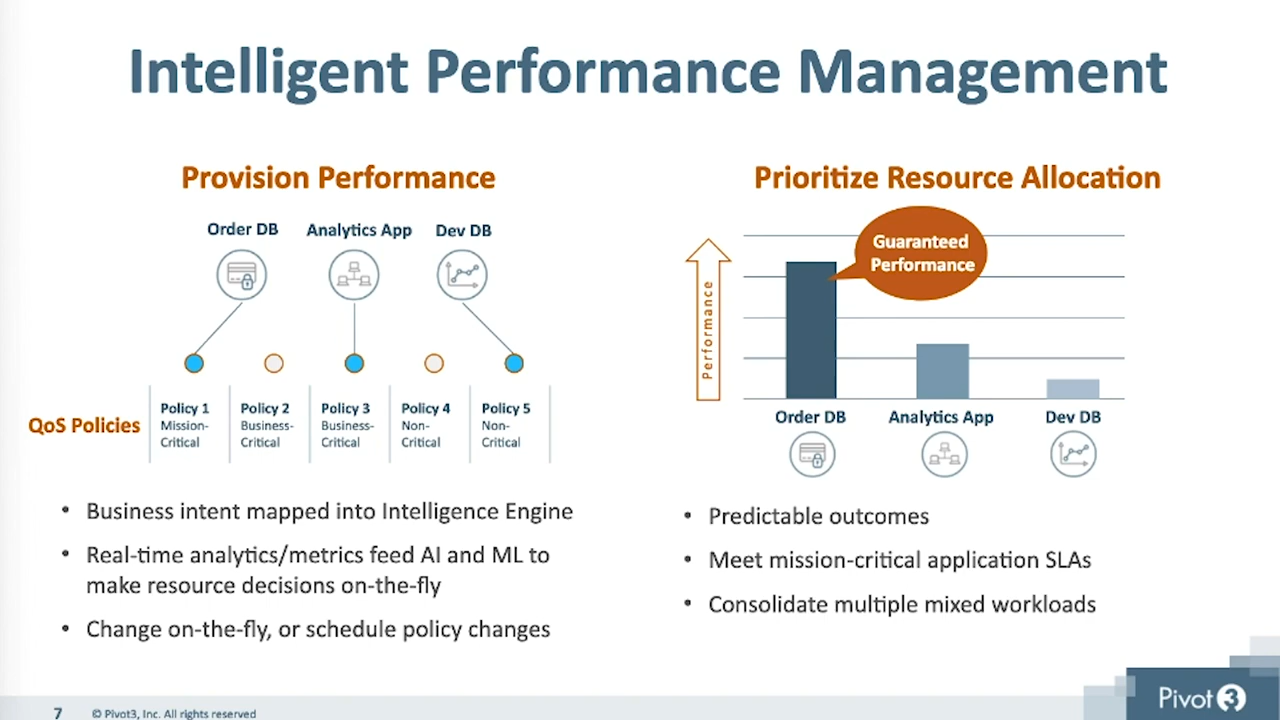 Intelligent Performance Management
Provision Performance
Order DB
Analytics App
Dev DB
QoS Policies
Policy 1
Mission-
Critical
Policy 2
Business-
Critical
Policy 3
Business-
Critical
Policy 4
Non-
Critical
Policy 5
Non-
Critical
• Business intent mapped into Intelligence Engine
• Real-time analytics/metrics feed AI and ML to
make resource decisions on-the-fly
• Change on-the-fly, or schedule policy changes
Prioritize Resource Allocation
Performance
Guaranteed
Performance
Order DB
Analytics App
Dev DB
• Predictable outcomes
• Meet mission-critical application SLAs
• Consolidate multiple mixed workloads
7
© Pivot3, Inc. All rights reserved
Pivot3